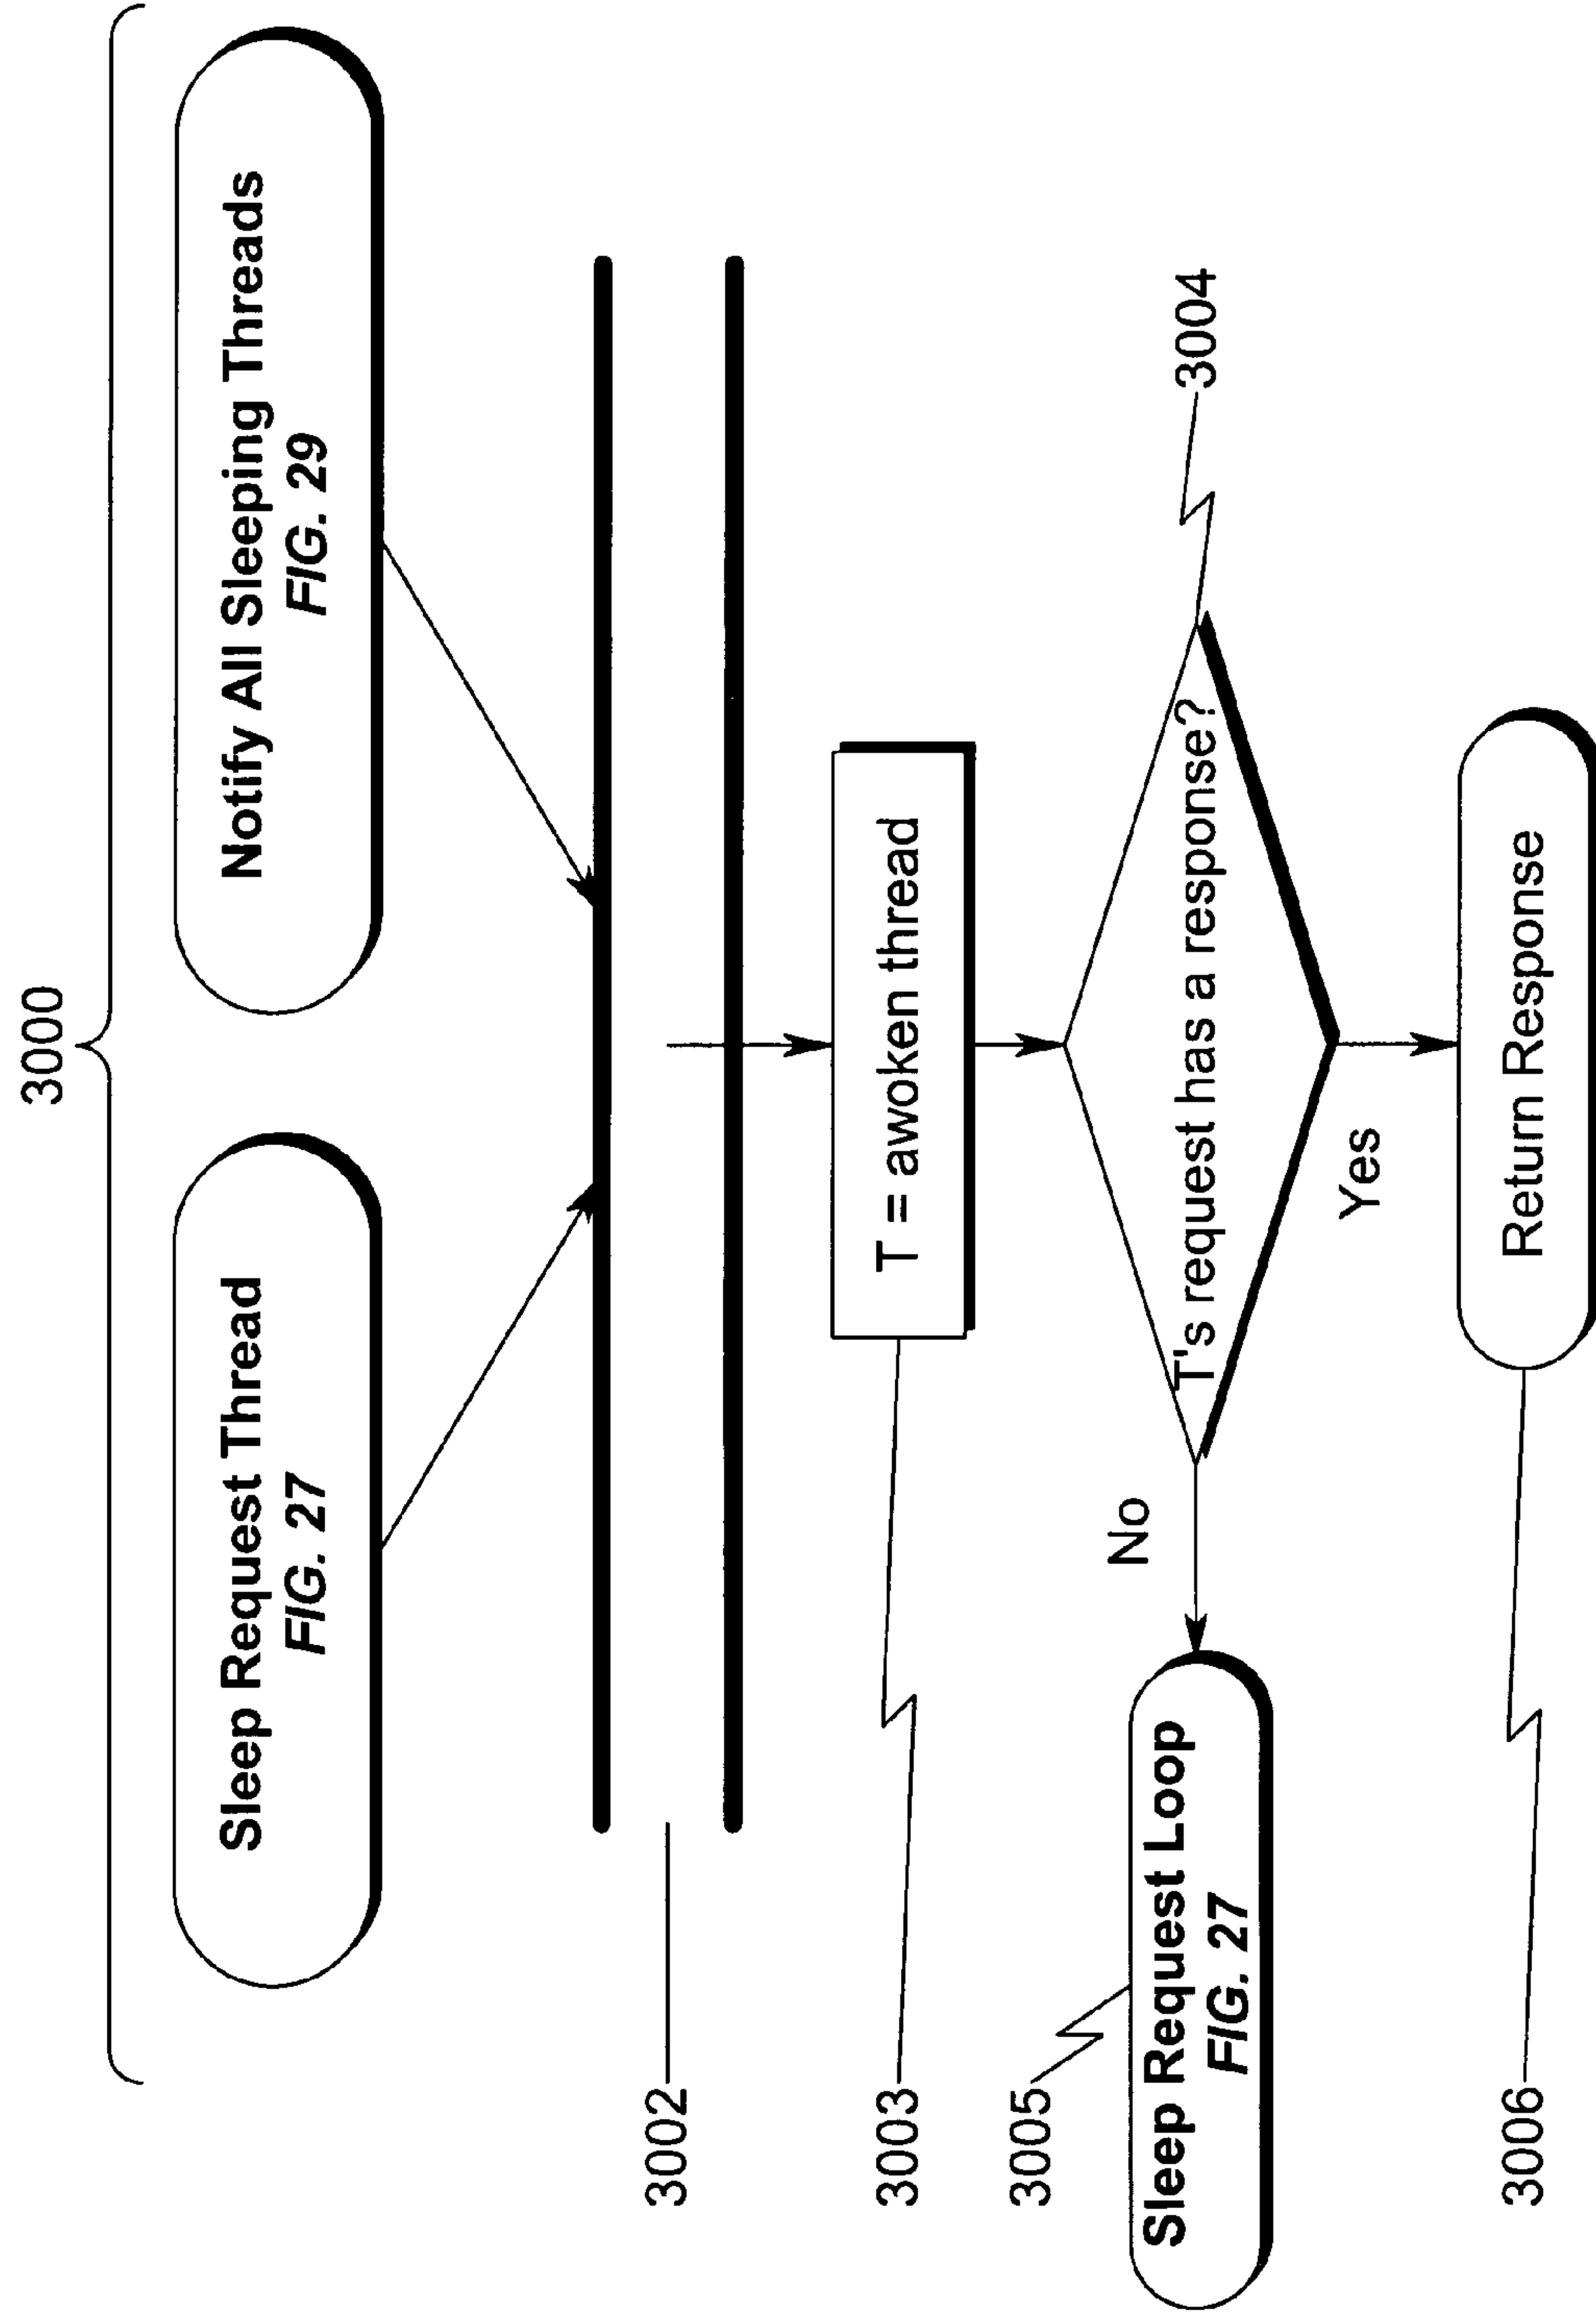 3000
Sleep Request Thread
FIG. 27
Notify All Sleeping Threads
FIG. 29
3002
3003
T = awoken thread
3004
T's request has a response?
No
3005
Sleep Request Loop
FIG. 27
Yes
3006
Return Response